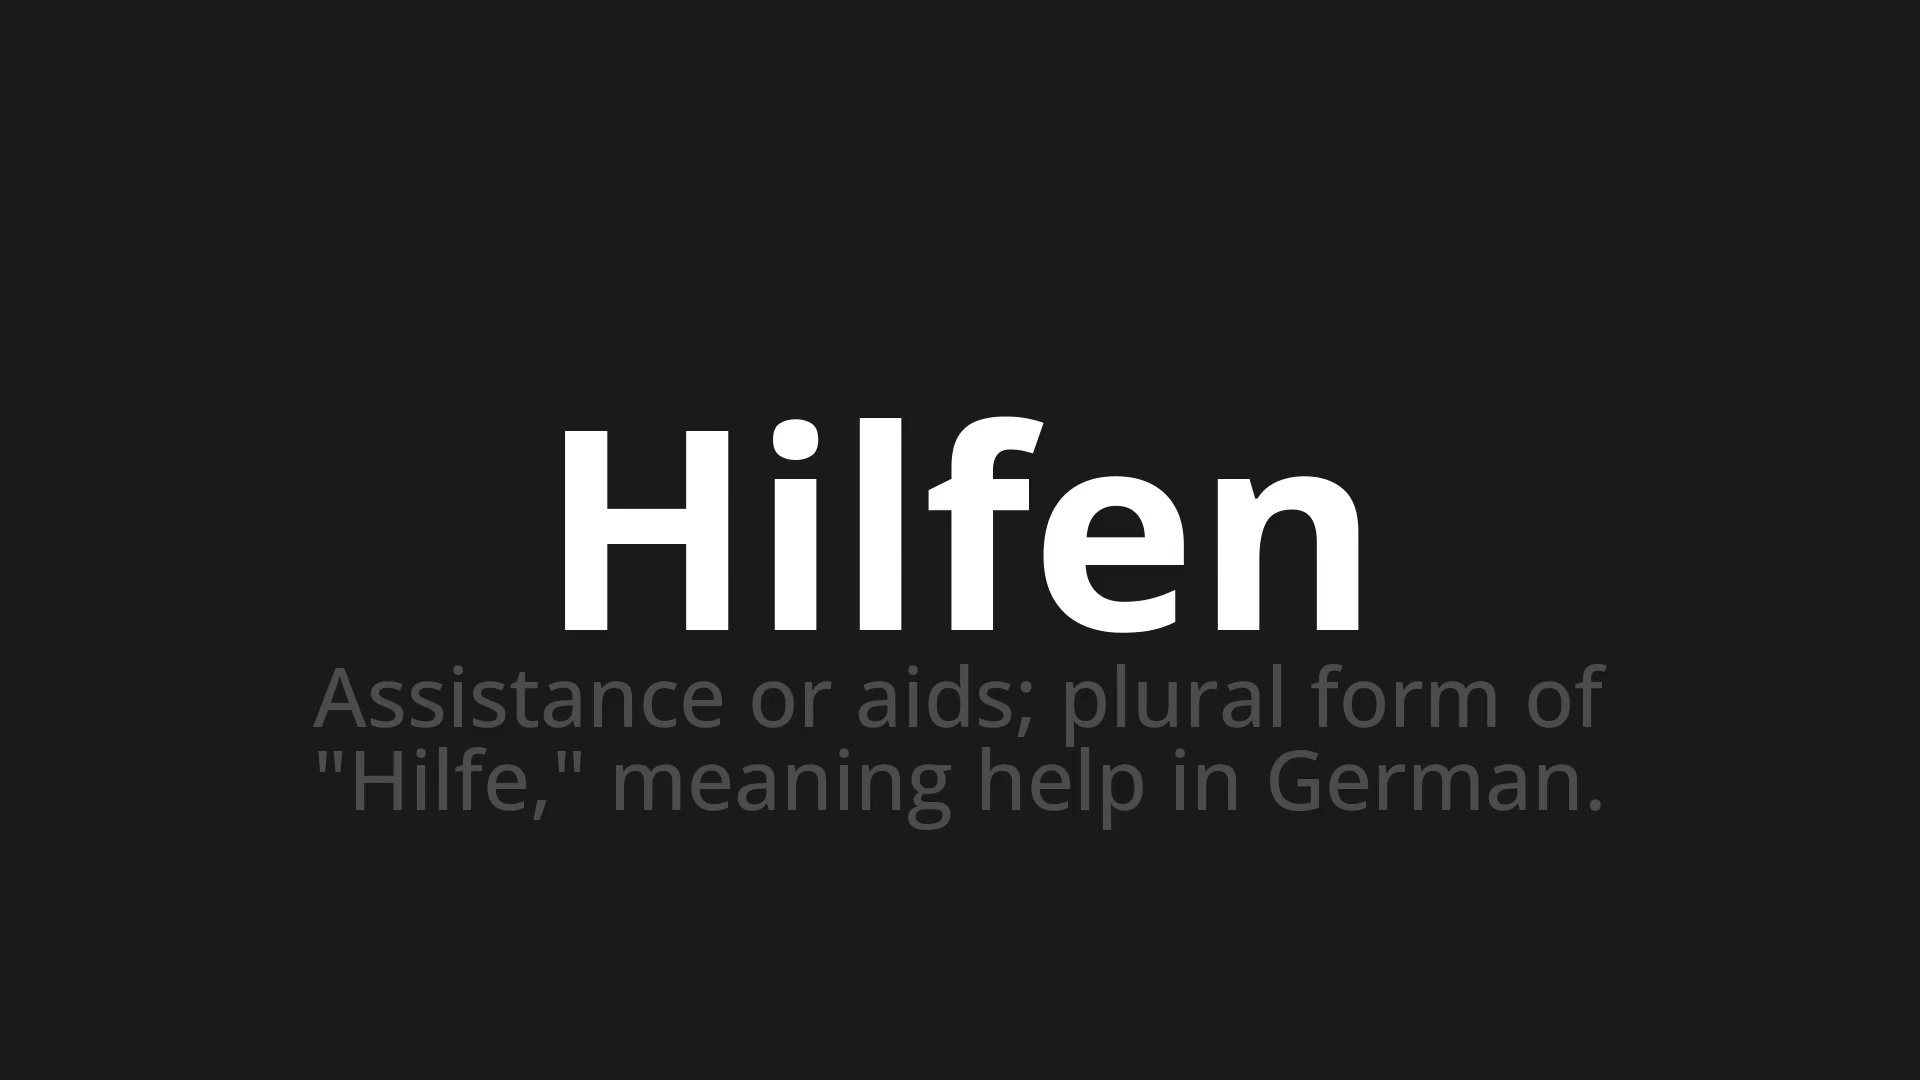 Hilfen
Assistance or aids; plural form of
"Hilfe," meaning help in German.